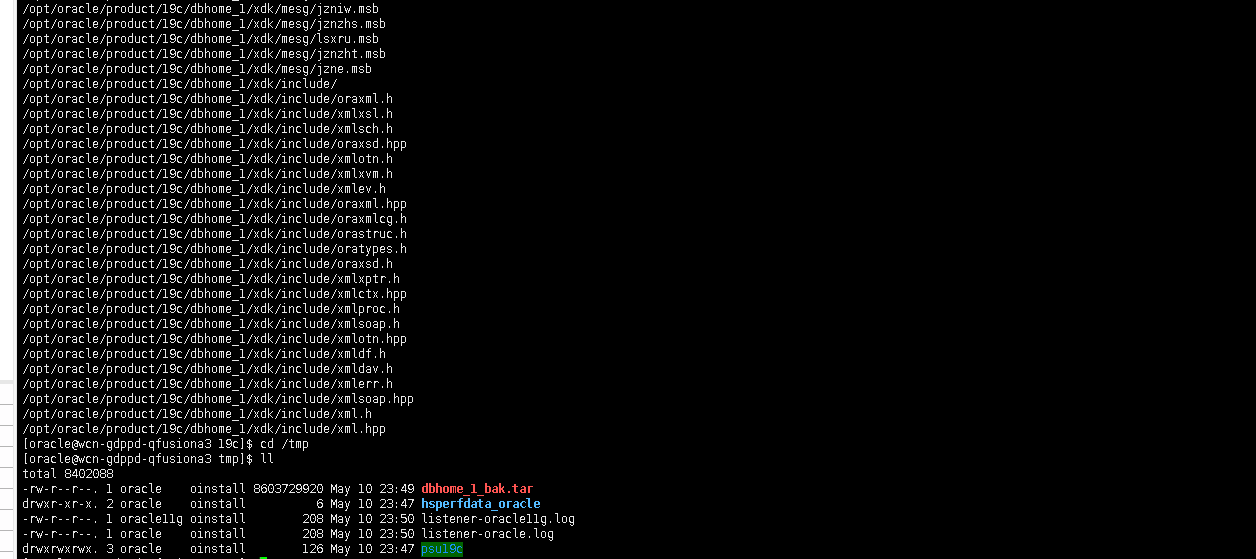 /opt/oracle/product/19c/dbhome_1/xdk/mesg/jzniw.msb
/opt/oracle/product/19c/dbhome_1/xdk/mesg/jznzhs.msb
/opt/oracle/product/19c/dbhome_1/xdk/mesg/lsxru.msb
/opt/oracle/product/19c/dbhome_1/xdk/mesg/jznzht.msb
/opt/oracle/product/19c/dbhome_1/xdk/mesg/jzne.msb
/opt/oracle/product/19c/dbhome_1/xdk/include/
/opt/oracle/product/19c/dbhome_1/xdk/include/oraxml.h
/opt/oracle/product/19c/dbhome_1/xdk/include/xmlxsl.h
/opt/oracle/product/19c/dbhome_1/xdk/include/xmlsch.h
/opt/oracle/product/19c/dbhome_1/xdk/include/oraxsd.hpp
/opt/oracle/product/19c/dbhome_1/xdk/include/xmlotn.h
/opt/oracle/product/19c/dbhome_1/xdk/include/xmlxvm.h
/opt/oracle/product/19c/dbhome_1/xdk/include/xmlev.h
/opt/oracle/product/19c/dbhome_1/xdk/include/oraxml.hpp
/opt/oracle/product/19c/dbhome_1/xdk/include/oraxmlcg.h
/opt/oracle/product/19c/dbhome_1/xdk/include/orastruc.h
/opt/oracle/product/19c/dbhome_1/xdk/include/oratypes.h
/opt/oracle/product/19c/dbhome_1/xdk/include/oraxsd.h
/opt/oracle/product/19c/dbhome_1/xdk/include/xmlxptr.h
/opt/oracle/product/19c/dbhome_1/xdk/include/xmlctx.hpp
/opt/oracle/product/19c/dbhome_1/xdk/include/xmlproc.h
/opt/oracle/product/19c/dbhome_1/xdk/include/xmlsoap.h
/opt/oracle/product/19c/dbhome_1/xdk/include/xmlotn.hpp
/opt/oracle/product/19c/dbhome_1/xdk/include/xmldf.h
/opt/oracle/product/19c/dbhome_1/xdk/include/xmldav.h
/opt/oracle/product/19c/dbhome_1/xdk/include/xmlerr.h
/opt/oracle/product/19c/dbhome_1/xdk/include/xmlsoap.hpp
/opt/oracle/product/19c/dbhome_1/xdk/include/xml.h
/opt/oracle/product/19c/dbhome_1/xdk/include/xml.hpp
[oracle@wcn-gdppd-qfusiona3 19c]$ cd /tmp
[oracle@wcn-gdppd-qfusiona3 tmp]$ ll
total 8402088
-rw-r--r--. 1 oracle    oinstall 8603729920 May 10 23:49 dbhome_1_bak.tar
drwxr-xr-x. 2 oracle    oinstall          6 May 10 23:47 hsperfdata_oracle
-rw-r--r--. 1 oracle11g oinstall        208 May 10 23:50 listener-oracle11g.log
-rw-r--r--. 1 oracle    oinstall        208 May 10 23:50 listener-oracle.log
drwxrwxrwx. 3 oracle    oinstall        126 May 10 23:47 psu19c